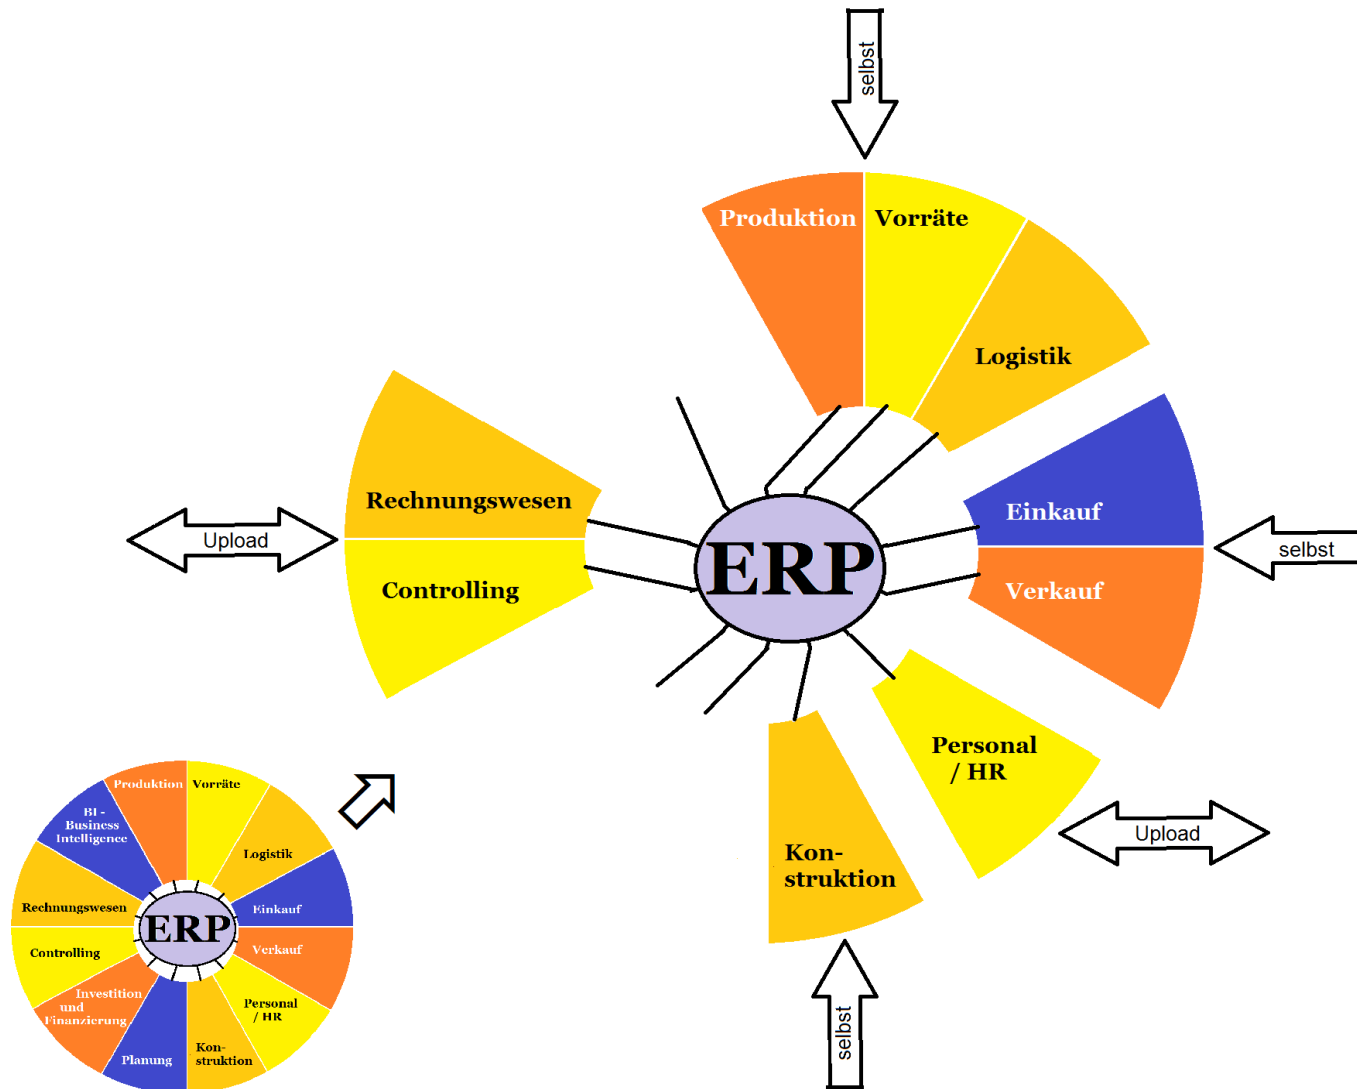 selbst
Produktion
Vorräte
Logistik
Rechnungswesen
Controlling
Upload
ERP
Einkauf
Verkauf
selbst
Personal
/ HR
Upload
Kon-
struktion
selbst
Produktion
Vorräte
BI -
Business
Intelligence
Logistik
Rechnungswesen
Einkauf
ERP
Controlling
Verkauf
Investition
und
Finanzierung
Personal
/ HR
Planung
Kon-
struktion